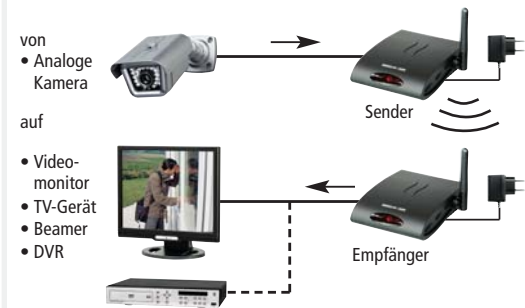 von
• Analoge
Kamera
Sender
auf
• Video-
monitor
• TV-Gerät
• Beamer
• DVR
Empfänger